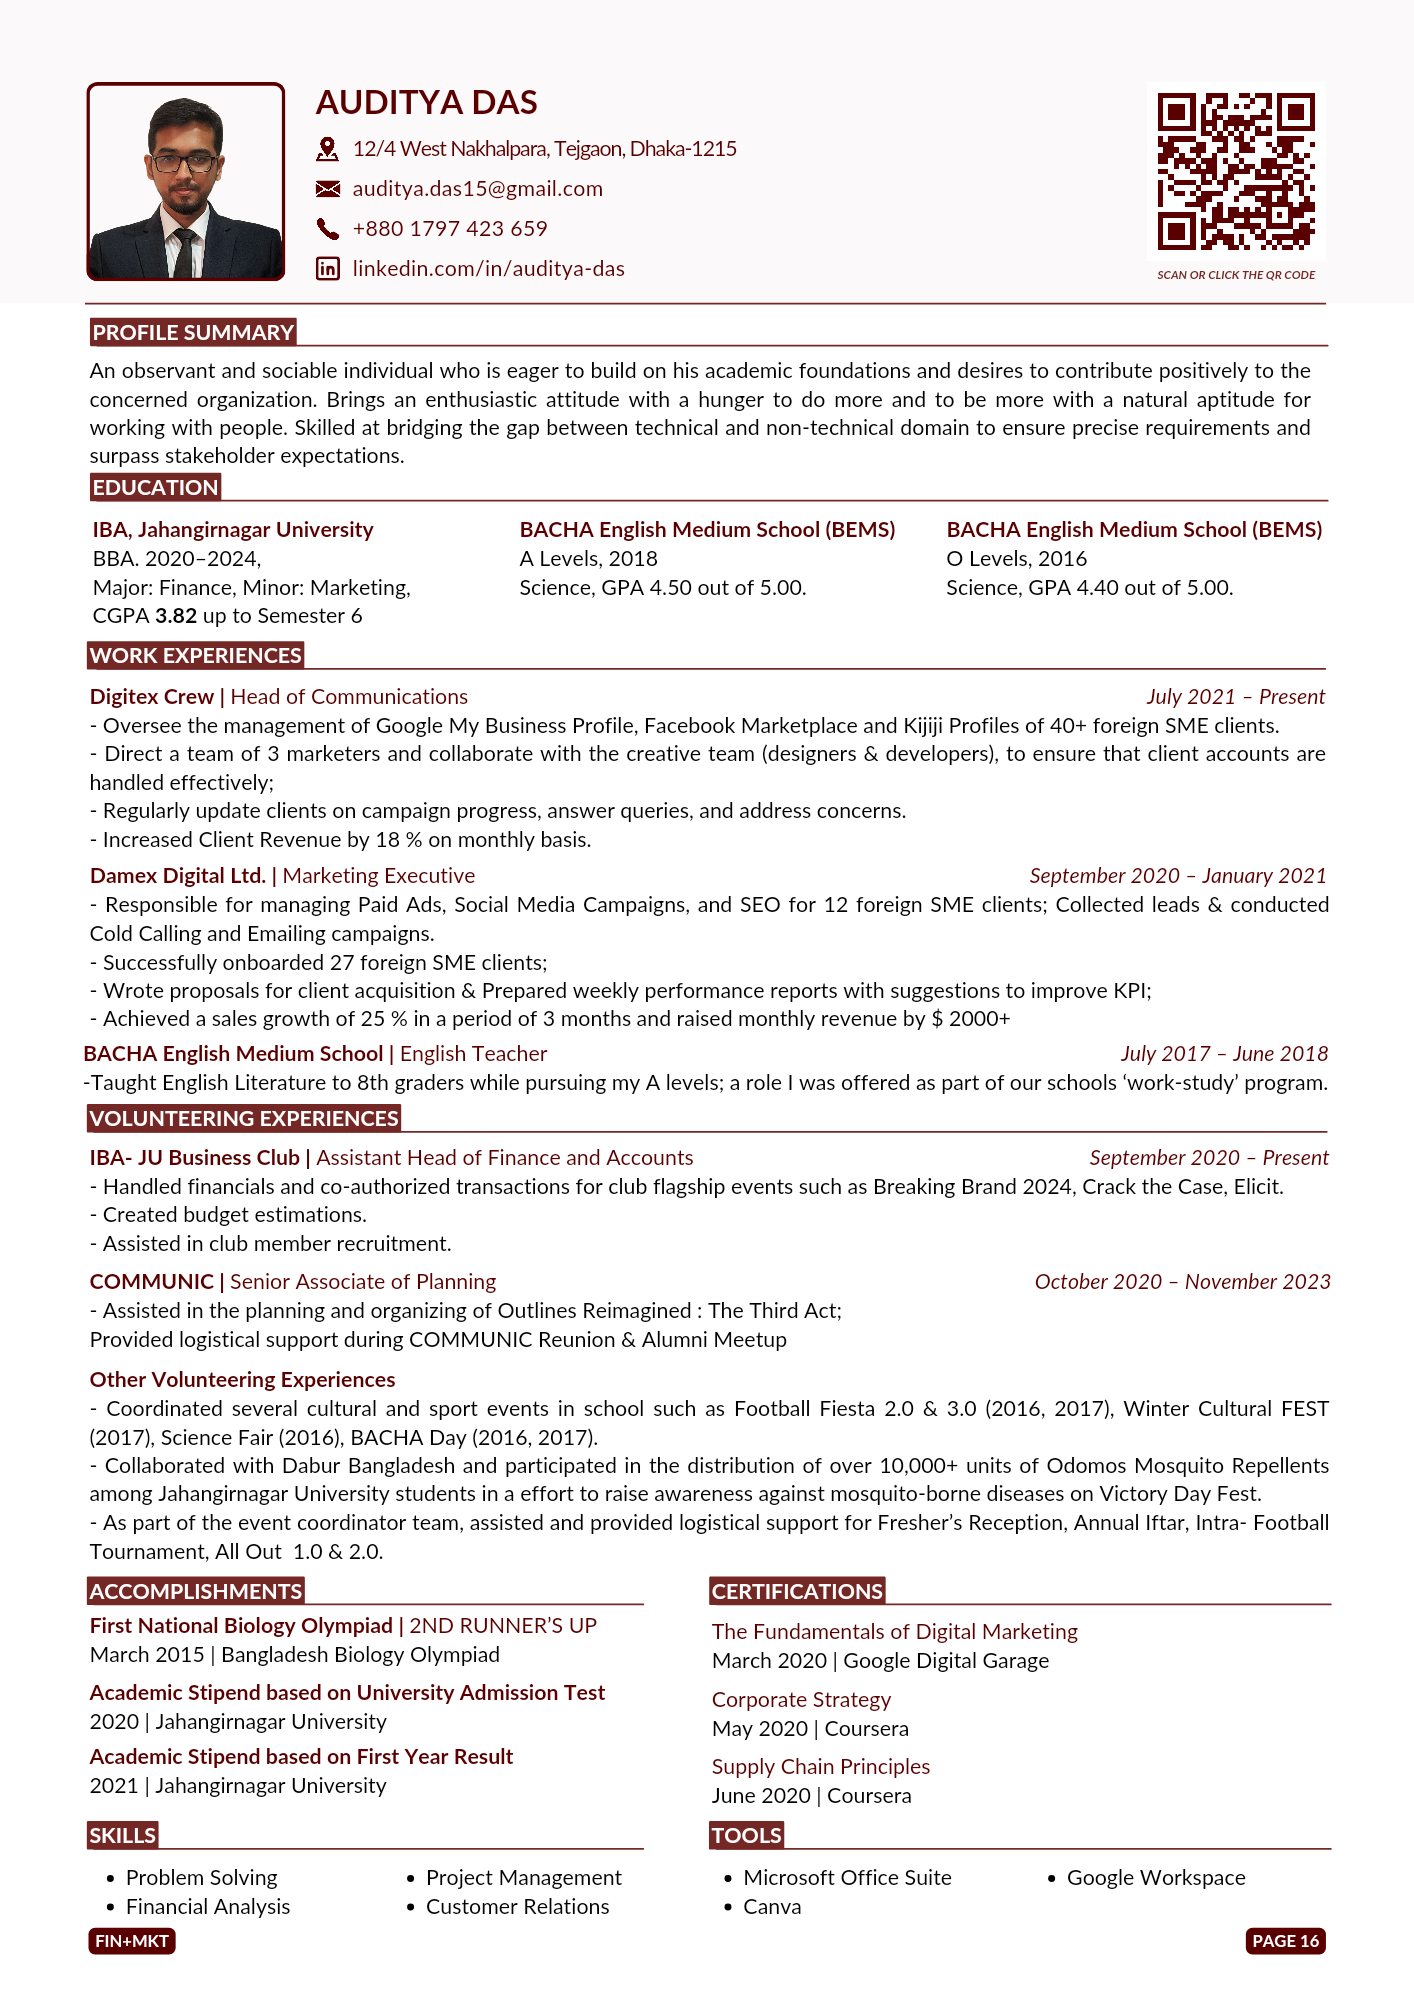 AUDITYA DAS
12/4 West Nakhalpara, Tejgaon, Dhaka-1215
auditya.das15@gmail.com
+880 1797 423 659
linkedin.com/in/auditya-das
SCAN OR CLICK THE QR CODE
PROFILE SUMMARY
An observant and sociable individual who is eager to build on his academic foundations and desires to contribute positively to the
concerned organization. Brings an enthusiastic attitude with a hunger to do more and to be more with a natural aptitude for
working with people. Skilled at bridging the gap between technical and non-technical domain to ensure precise requirements and
surpass stakeholder expectations.
EDUCATION
IBA, Jahangirnagar University
BBA. 2020–2024,
Major: Finance, Minor: Marketing,
CGPA 3.82 up to Semester 6
BACHA English Medium School (BEMS)
A Levels, 2018
Science, GPA 4.50 out of 5.00.
BACHA English Medium School (BEMS)
O Levels, 2016
Science, GPA 4.40 out of 5.00.
WORK EXPERIENCES
Digitex Crew | Head of Communications July 2021 – Present
- Oversee the management of Google My Business Profile, Facebook Marketplace and Kijiji Profiles of 40+ foreign SME clients.
- Direct a team of 3 marketers and collaborate with the creative team (designers & developers), to ensure that client accounts are
handled effectively;
- Regularly update clients on campaign progress, answer queries, and address concerns.
- Increased Client Revenue by 18 % on monthly basis.
Damex Digital Ltd. | Marketing Executive September 2020 – January 2021
- Responsible for managing Paid Ads, Social Media Campaigns, and SEO for 12 foreign SME clients; Collected leads & conducted
Cold Calling and Emailing campaigns.
- Successfully onboarded 27 foreign SME clients;
- Wrote proposals for client acquisition & Prepared weekly performance reports with suggestions to improve KPI;
- Achieved a sales growth of 25 % in a period of 3 months and raised monthly revenue by $ 2000+
BACHA English Medium School | English Teacher July 2017 – June 2018
-Taught English Literature to 8th graders while pursuing my A levels; a role I was offered as part of our schools ‘work-study’ program.
VOLUNTEERING EXPERIENCES
IBA- JU Business Club | Assistant Head of Finance and Accounts September 2020 – Present
- Handled financials and co-authorized transactions for club flagship events such as Breaking Brand 2024, Crack the Case, Elicit.
- Created budget estimations.
- Assisted in club member recruitment.
COMMUNIC | Senior Associate of Planning October 2020 – November 2023
- Assisted in the planning and organizing of Outlines Reimagined : The Third Act;
Provided logistical support during COMMUNIC Reunion & Alumni Meetup
Other Volunteering Experiences
- Coordinated several cultural and sport events in school such as Football Fiesta 2.0 & 3.0 (2016, 2017), Winter Cultural FEST
(2017), Science Fair (2016), BACHA Day (2016, 2017).
- Collaborated with Dabur Bangladesh and participated in the distribution of over 10,000+ units of Odomos Mosquito Repellents
among Jahangirnagar University students in a effort to raise awareness against mosquito-borne diseases on Victory Day Fest.
- As part of the event coordinator team, assisted and provided logistical support for Fresher’s Reception, Annual Iftar, Intra- Football
Tournament, All Out 1.0 & 2.0.
ACCOMPLISHMENTS
First National Biology Olympiad | 2ND RUNNER’S UP
March 2015 | Bangladesh Biology Olympiad
Academic Stipend based on University Admission Test
2020 | Jahangirnagar University
Academic Stipend based on First Year Result
2021 | Jahangirnagar University
CERTIFICATIONS
The Fundamentals of Digital Marketing
March 2020 | Google Digital Garage
Corporate Strategy
May 2020 | Coursera
Supply Chain Principles
June 2020 | Coursera
SKILLS
• Problem Solving
• Financial Analysis
• Project Management
• Customer Relations
TOOLS
• Microsoft Office Suite
• Canva
• Google Workspace
FIN+MKT
PAGE 16